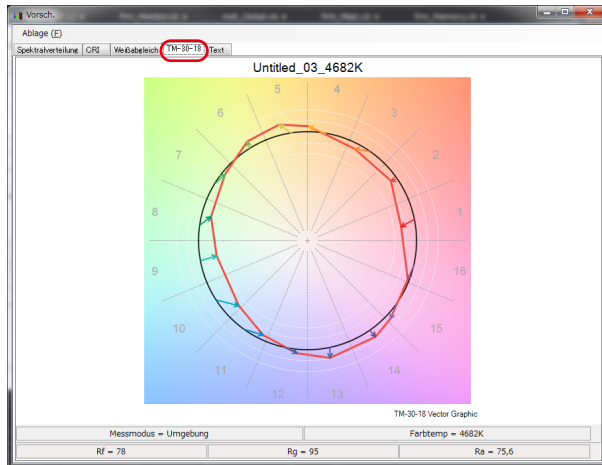 Vorsch.
Ablage (F)
Spektralverteilung CRI Weißabgleich TM-30-18 Text
Untitled_03_4682K
5 4
6 3
7 2
8 1
9 16
10 15
11 14
12 13
TM-30-18 Vector Graphic
Messmodus = Umgebung Farbtemp = 4682K
Rf = 78 Rg = 95 Ra = 75,6